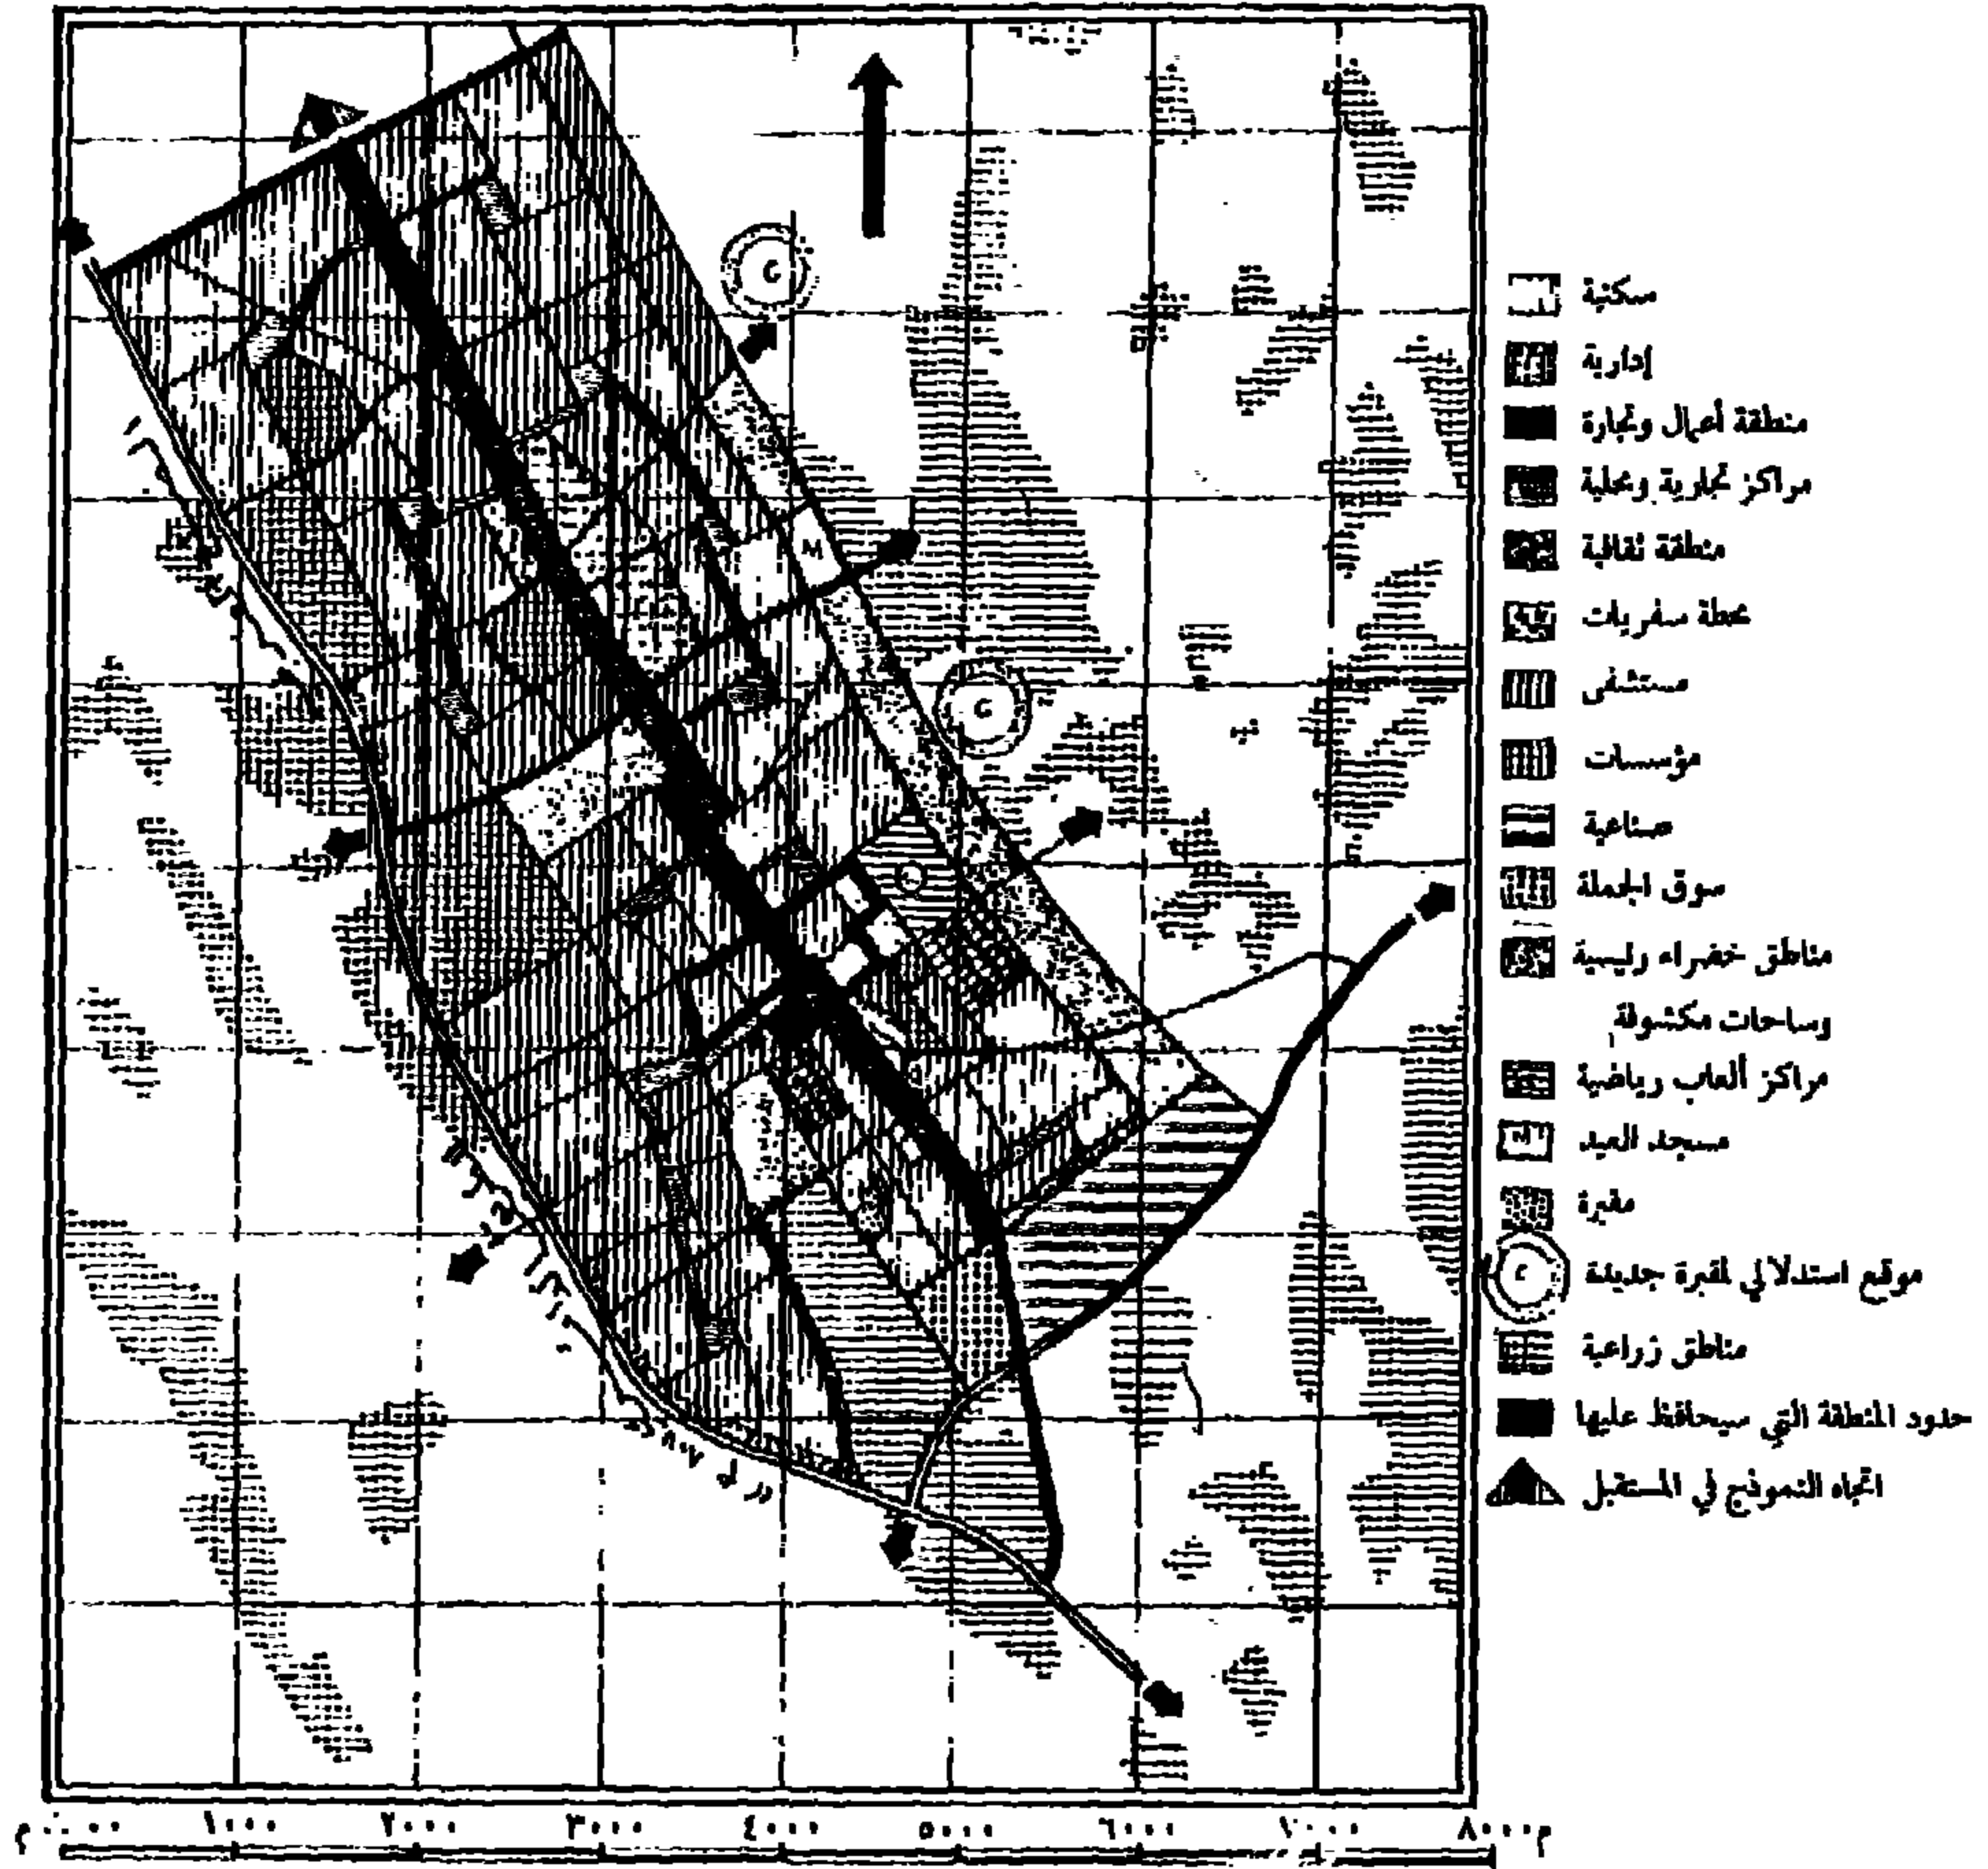 G
M
G
سكنية
إدارية
منطقة أعمال وتجارة
مراكز تجارية ومحلية
منطقة ثقافية
محطة سفريات
مستشفى
مؤسسات
صناعية
سوق الجملة
مناطق خضراء رئيسية
وساحات مكشوفة
مراكز ألعاب رياضية
M مسجد العيد
مقبرة
موقع استدلالي لمقبرة جديدة
مناطق زراعية
حدود المنطقة التي سيحافظ عليها
اتجاه النموذج في المستقبل
١٠٠٠ ٢٠٠٠ ٣٠٠٠ ٤٠٠٠ ٥٠٠٠ ٦٠٠٠ ٧٠٠٠ ٨٠٠٠م